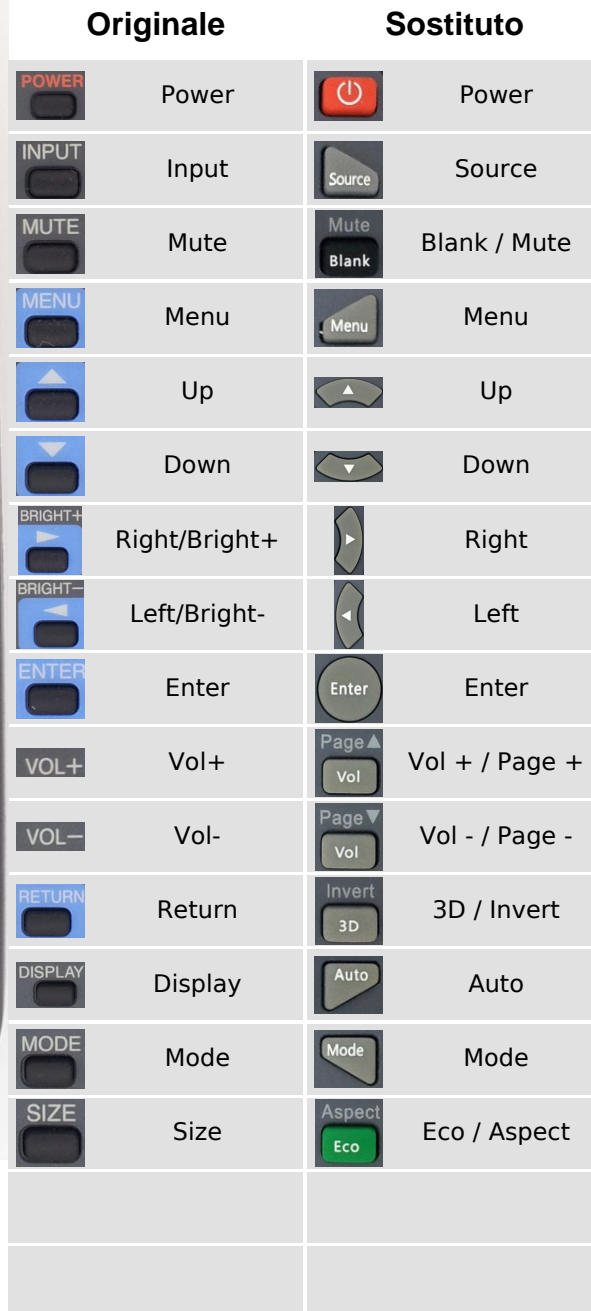 Originale Sostituto
POWER Power Power
INPUT Input Source Source
MUTE Mute Mute Blank Blank / Mute
MENU Menu Menu Menu
Up Up
Down Down
BRIGHT+ Right/Bright+ Right
BRIGHT− Left/Bright- Left
ENTER Enter Enter Enter
VOL+ Vol+ Page▲ Vol Vol + / Page +
VOL− Vol- Page▼ Vol Vol - / Page -
RETURN Return Invert 3D 3D / Invert
DISPLAY Display Auto Auto
MODE Mode Mode Mode
SIZE Size Aspect Eco Eco / Aspect